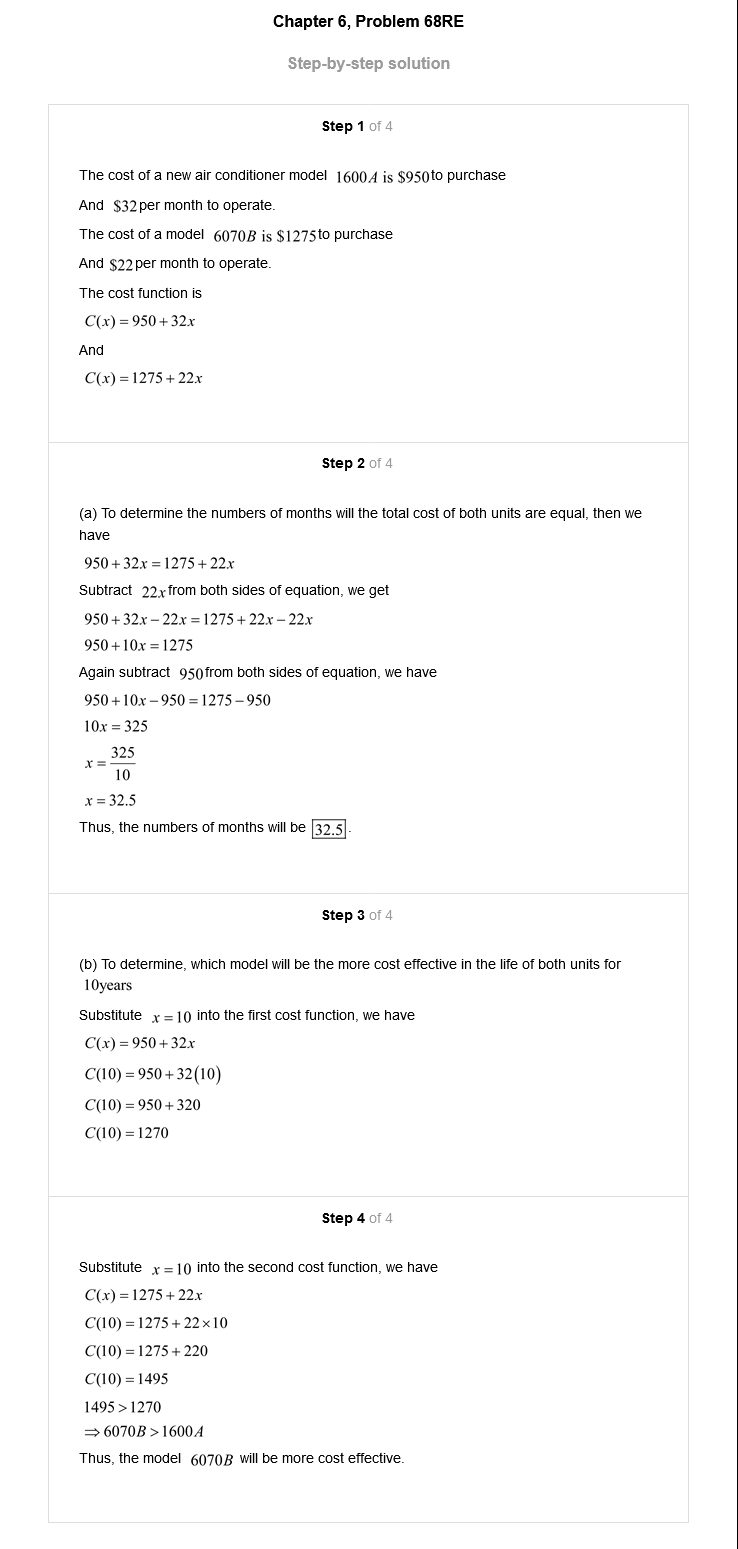 Chapter 6, Problem 68RE
Step-by-step solution
Step 1 of 4
The cost of a new air conditioner model 1600A is $950 to purchase
And $32 per month to operate.
The cost of a model 6070B is $1275 to purchase
And $22 per month to operate.
The cost function is
C(x) = 950 + 32x
And
C(x) = 1275 + 22x
Step 2 of 4
(a) To determine the numbers of months will the total cost of both units are equal, then we
have
950 + 32x = 1275 + 22x
Subtract 22x from both sides of equation, we get
950 + 32x − 22x = 1275 + 22x − 22x
950 + 10x = 1275
Again subtract 950 from both sides of equation, we have
950 + 10x − 950 = 1275 − 950
10x = 325
x = 325/10
x = 32.5
Thus, the numbers of months will be 32.5.
Step 3 of 4
(b) To determine, which model will be the more cost effective in the life of both units for
10years
Substitute x = 10 into the first cost function, we have
C(x) = 950 + 32x
C(10) = 950 + 32(10)
C(10) = 950 + 320
C(10) = 1270
Step 4 of 4
Substitute x = 10 into the second cost function, we have
C(x) = 1275 + 22x
C(10) = 1275 + 22 × 10
C(10) = 1275 + 220
C(10) = 1495
1495 > 1270
⇒ 6070B > 1600A
Thus, the model 6070B will be more cost effective.